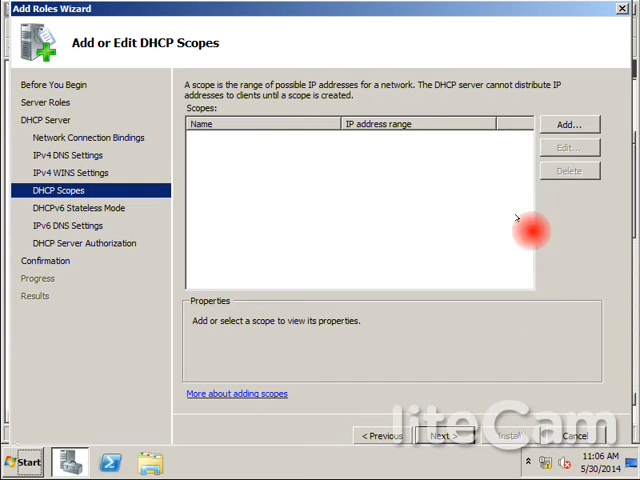 Add Roles Wizard
Add or Edit DHCP Scopes
Before You Begin
Server Roles
DHCP Server
Network Connection Bindings
IPv4 DNS Settings
IPv4 WINS Settings
DHCP Scopes
DHCPv6 Stateless Mode
IPv6 DNS Settings
DHCP Server Authorization
Confirmation
Progress
Results
A scope is the range of possible IP addresses for a network. The DHCP server cannot distribute IP
addresses to clients until a scope is created.
Scopes:
Name IP address range
Add...
Edit...
Delete
Properties
Add or select a scope to view its properties.
More about adding scopes
< Previous Next > Install Cancel
liteCam
Start
11:06 AM
5/30/2014